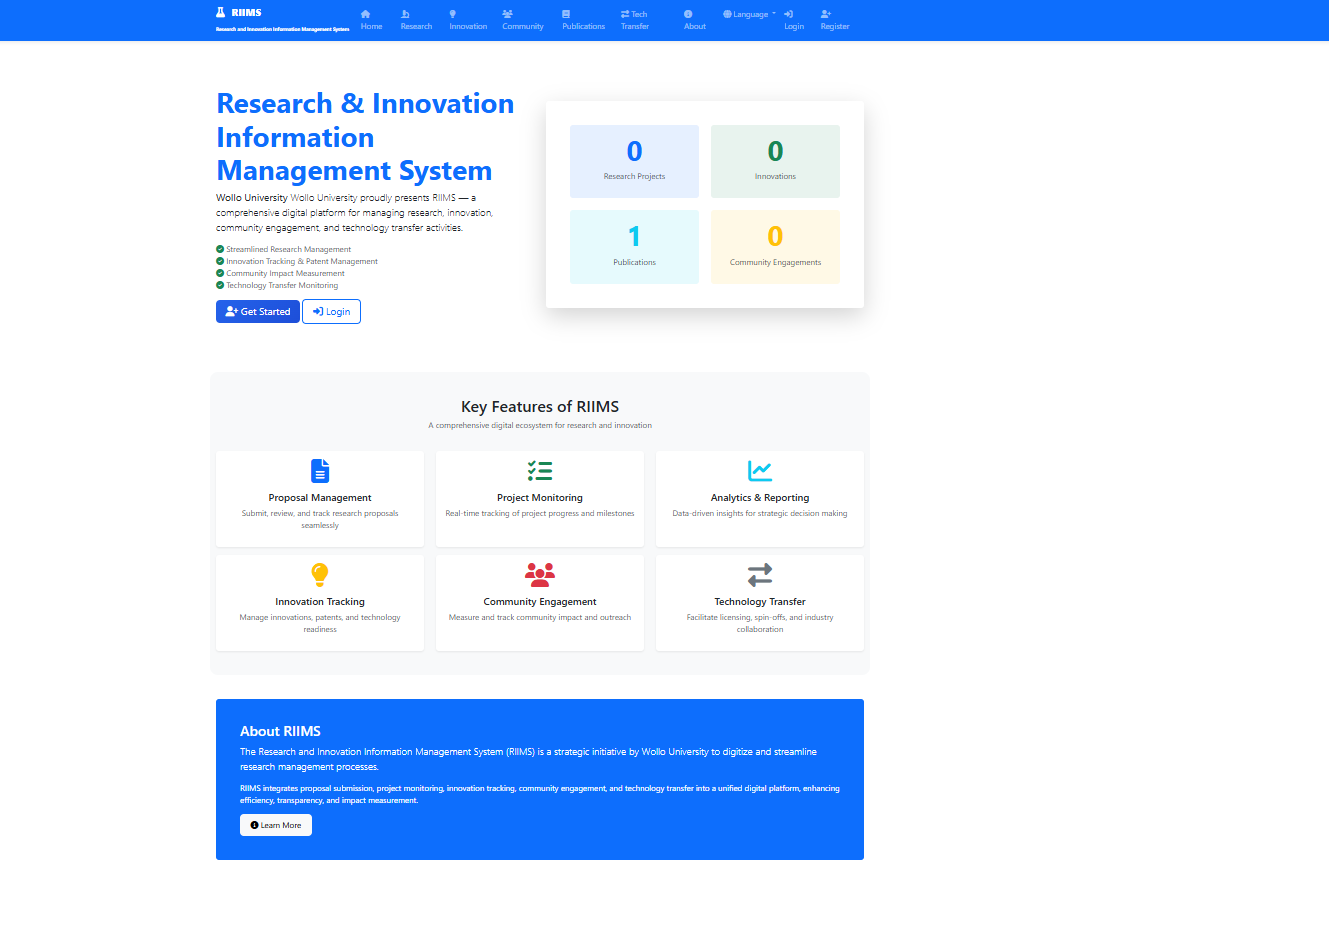 RIIMS
Research and Innovation Information Management System
Home
Research
Innovation
Community
Publications
Tech
Transfer
About
Language
Login
Register
Research & Innovation
Information
Management System
Wollo University Wollo University proudly presents RIIMS — a
comprehensive digital platform for managing research, innovation,
community engagement, and technology transfer activities.
Streamlined Research Management
Innovation Tracking & Patent Management
Community Impact Measurement
Technology Transfer Monitoring
Get Started
Login
0
Research Projects
0
Innovations
1
Publications
0
Community Engagements
Key Features of RIIMS
A comprehensive digital ecosystem for research and innovation
Proposal Management
Submit, review, and track research proposals
seamlessly
Project Monitoring
Real-time tracking of project progress and milestones
Analytics & Reporting
Data-driven insights for strategic decision making
Innovation Tracking
Manage innovations, patents, and technology
readiness
Community Engagement
Measure and track community impact and outreach
Technology Transfer
Facilitate licensing, spin-offs, and industry
collaboration
About RIIMS
The Research and Innovation Information Management System (RIIMS) is a strategic initiative by Wollo University to digitize and streamline
research management processes.
RIIMS integrates proposal submission, project monitoring, innovation tracking, community engagement, and technology transfer into a unified digital platform, enhancing
efficiency, transparency, and impact measurement.
Learn More